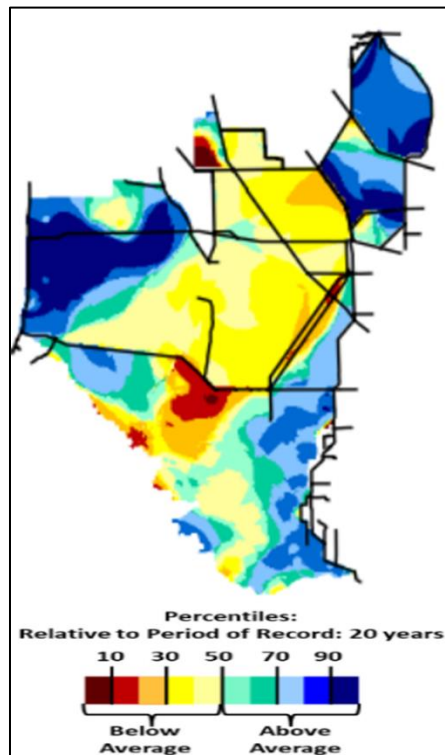 Percentiles:
Relative to Period of Record: 20 years
10 30 50 70 90
Below Average
Above Average